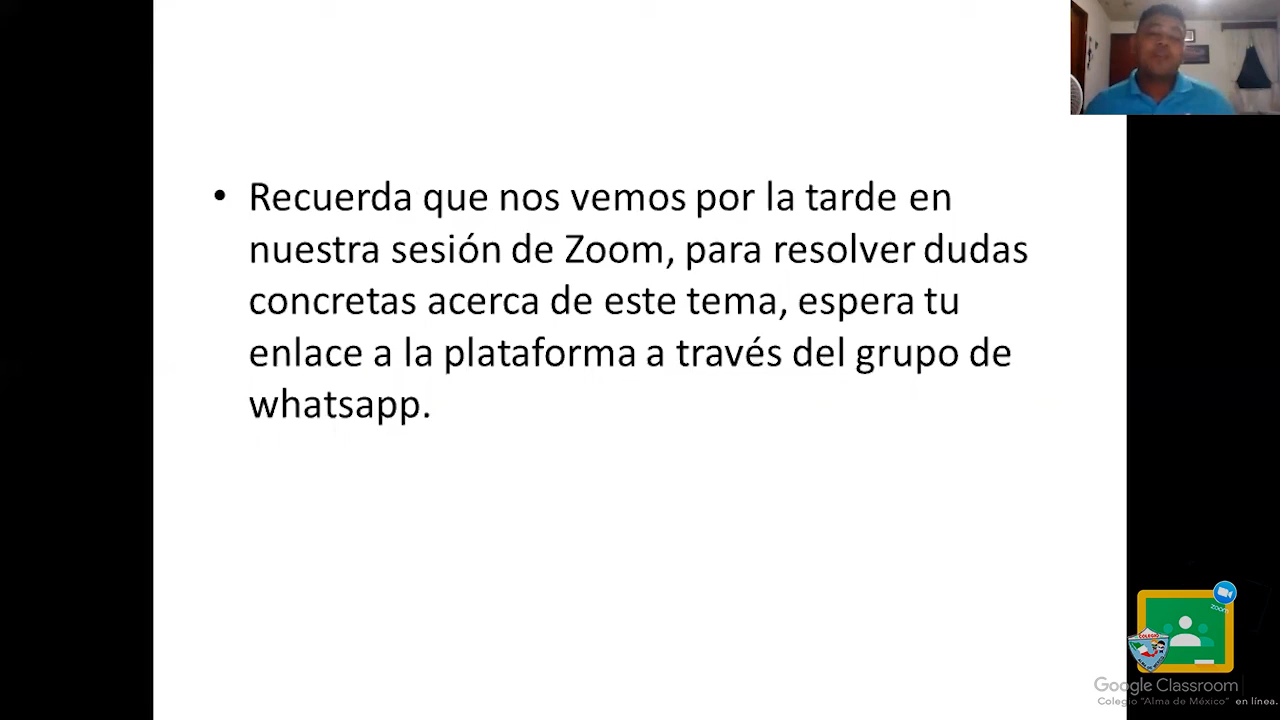 • Recuerda que nos vemos por la tarde en
nuestra sesión de Zoom, para resolver dudas
concretas acerca de este tema, espera tu
enlace a la plataforma a través del grupo de
whatsapp.
zoom
COLEGIO
Google Classroom
Colegio "Alma de México" en línea.